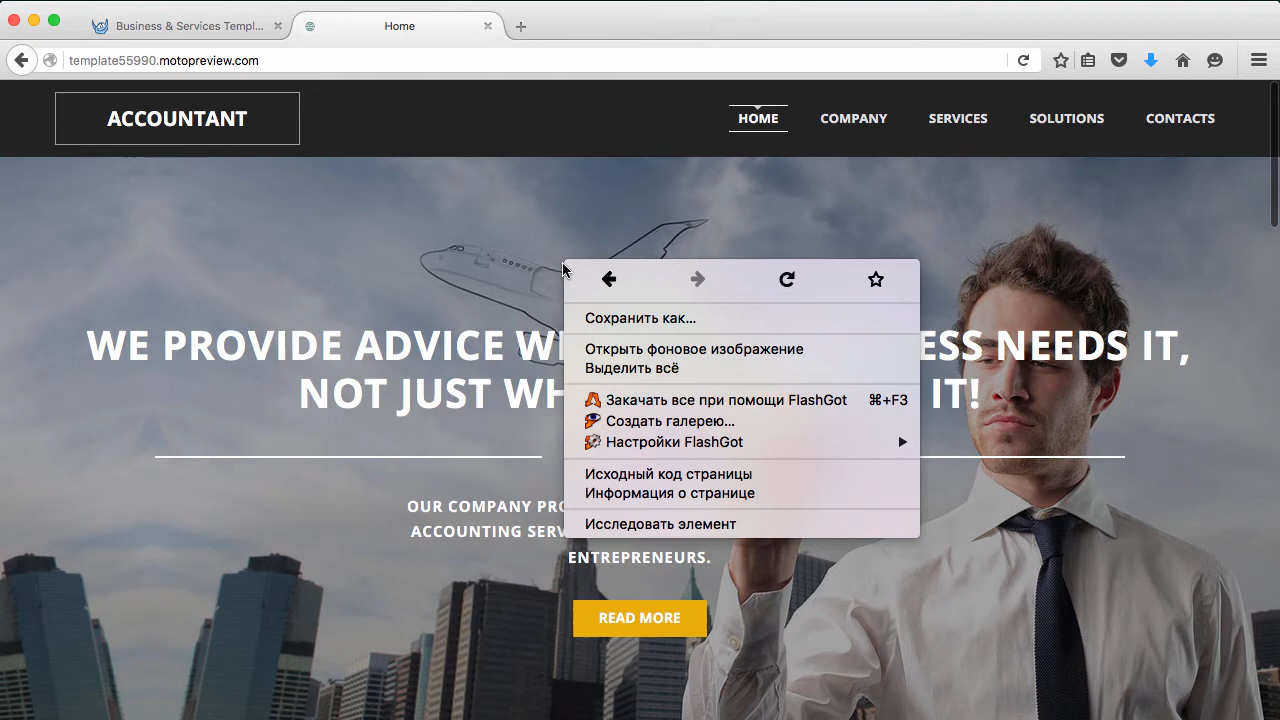 Business & Services Templ...
Home
template55990.motopreview.com
ACCOUNTANT
HOME
COMPANY
SERVICES
SOLUTIONS
CONTACTS
WE PROVIDE ADVICE W ESS NEEDS IT,
NOT JUST WH IT!
OUR COMPANY PRO
ACCOUNTING SERV
ENTREPRENEURS.
READ MORE
Сохранить как...
Открыть фоновое изображение
Выделить всё
Закачать все при помощи FlashGot ⌘+F3
Создать галерею...
Настройки FlashGot
Исходный код страницы
Информация о странице
Исследовать элемент